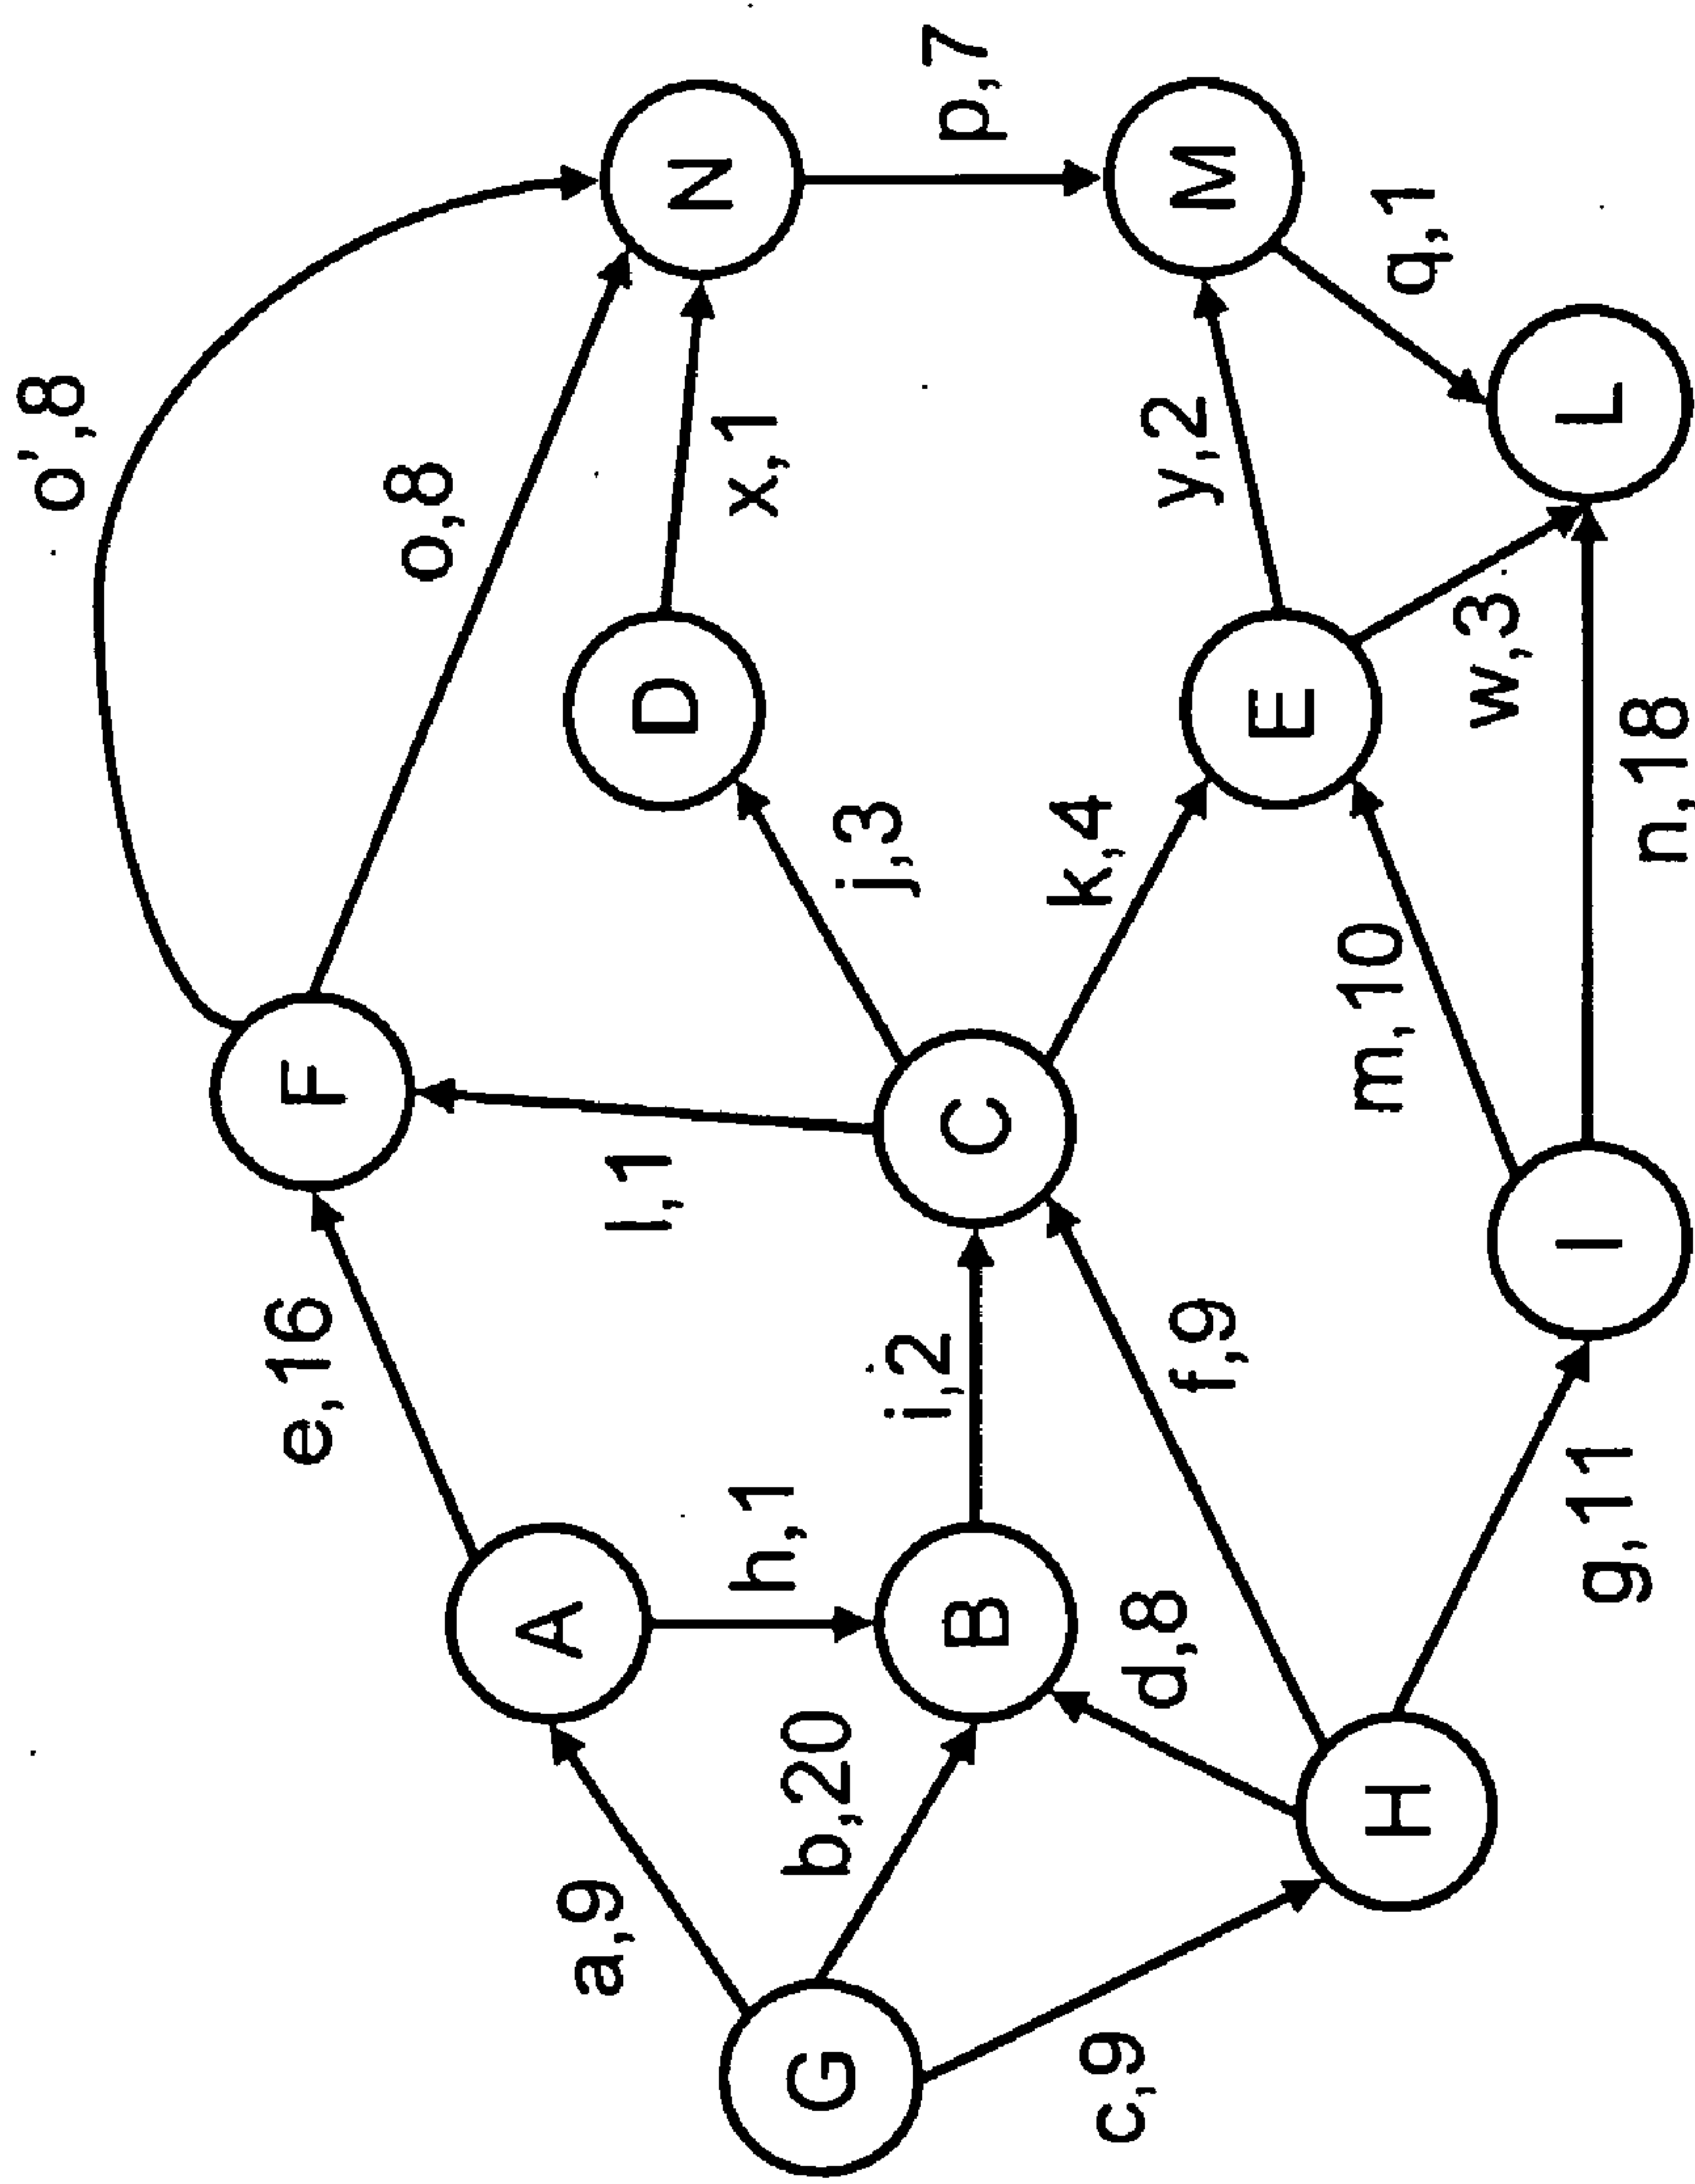 o',8
e,16
F
o,8
A
a,9
l,1
D
N
x,1
h,1
G
b,20
j,3
i,2
p,7
B
C
k,4
c,9
d,8
f,9
y,2
M
E
m,10
H
q,1
w,3
I
L
g,11
n,18